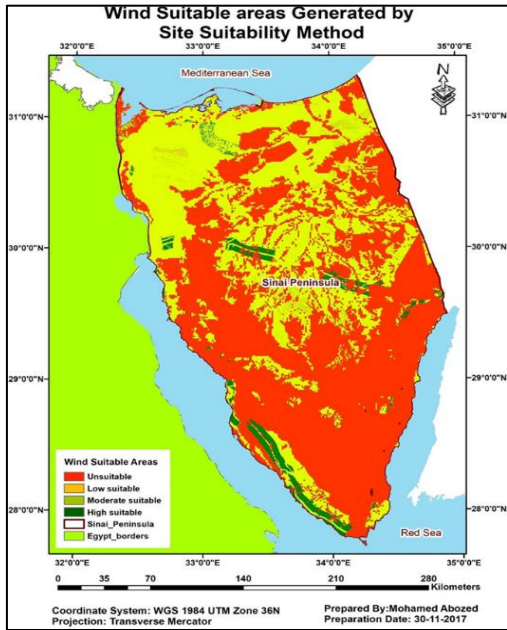 Wind Suitable areas Generated by
Site Suitability Method
32°0'0"E 33°0'0"E 34°0'0"E 35°0'0"E
Mediterranean Sea
N
31°0'0"N 31°0'0"N
30°0'0"N 30°0'0"N
Sinai Peninsula
29°0'0"N 29°0'0"N
Wind Suitable Areas
Unsuitable
Low suitable
Moderate suitable
High suitable
Sinai_Peninsula
Egypt_borders
28°0'0"N 28°0'0"N
Red Sea
32°0'0"E 33°0'0"E 34°0'0"E 35°0'0"E
0 35 70 140 210 280
Kilometers
Coordinate System: WGS 1984 UTM Zone 36N Prepared By:Mohamed Abozed
Projection: Transverse Mercator Preparation Date: 30-11-2017